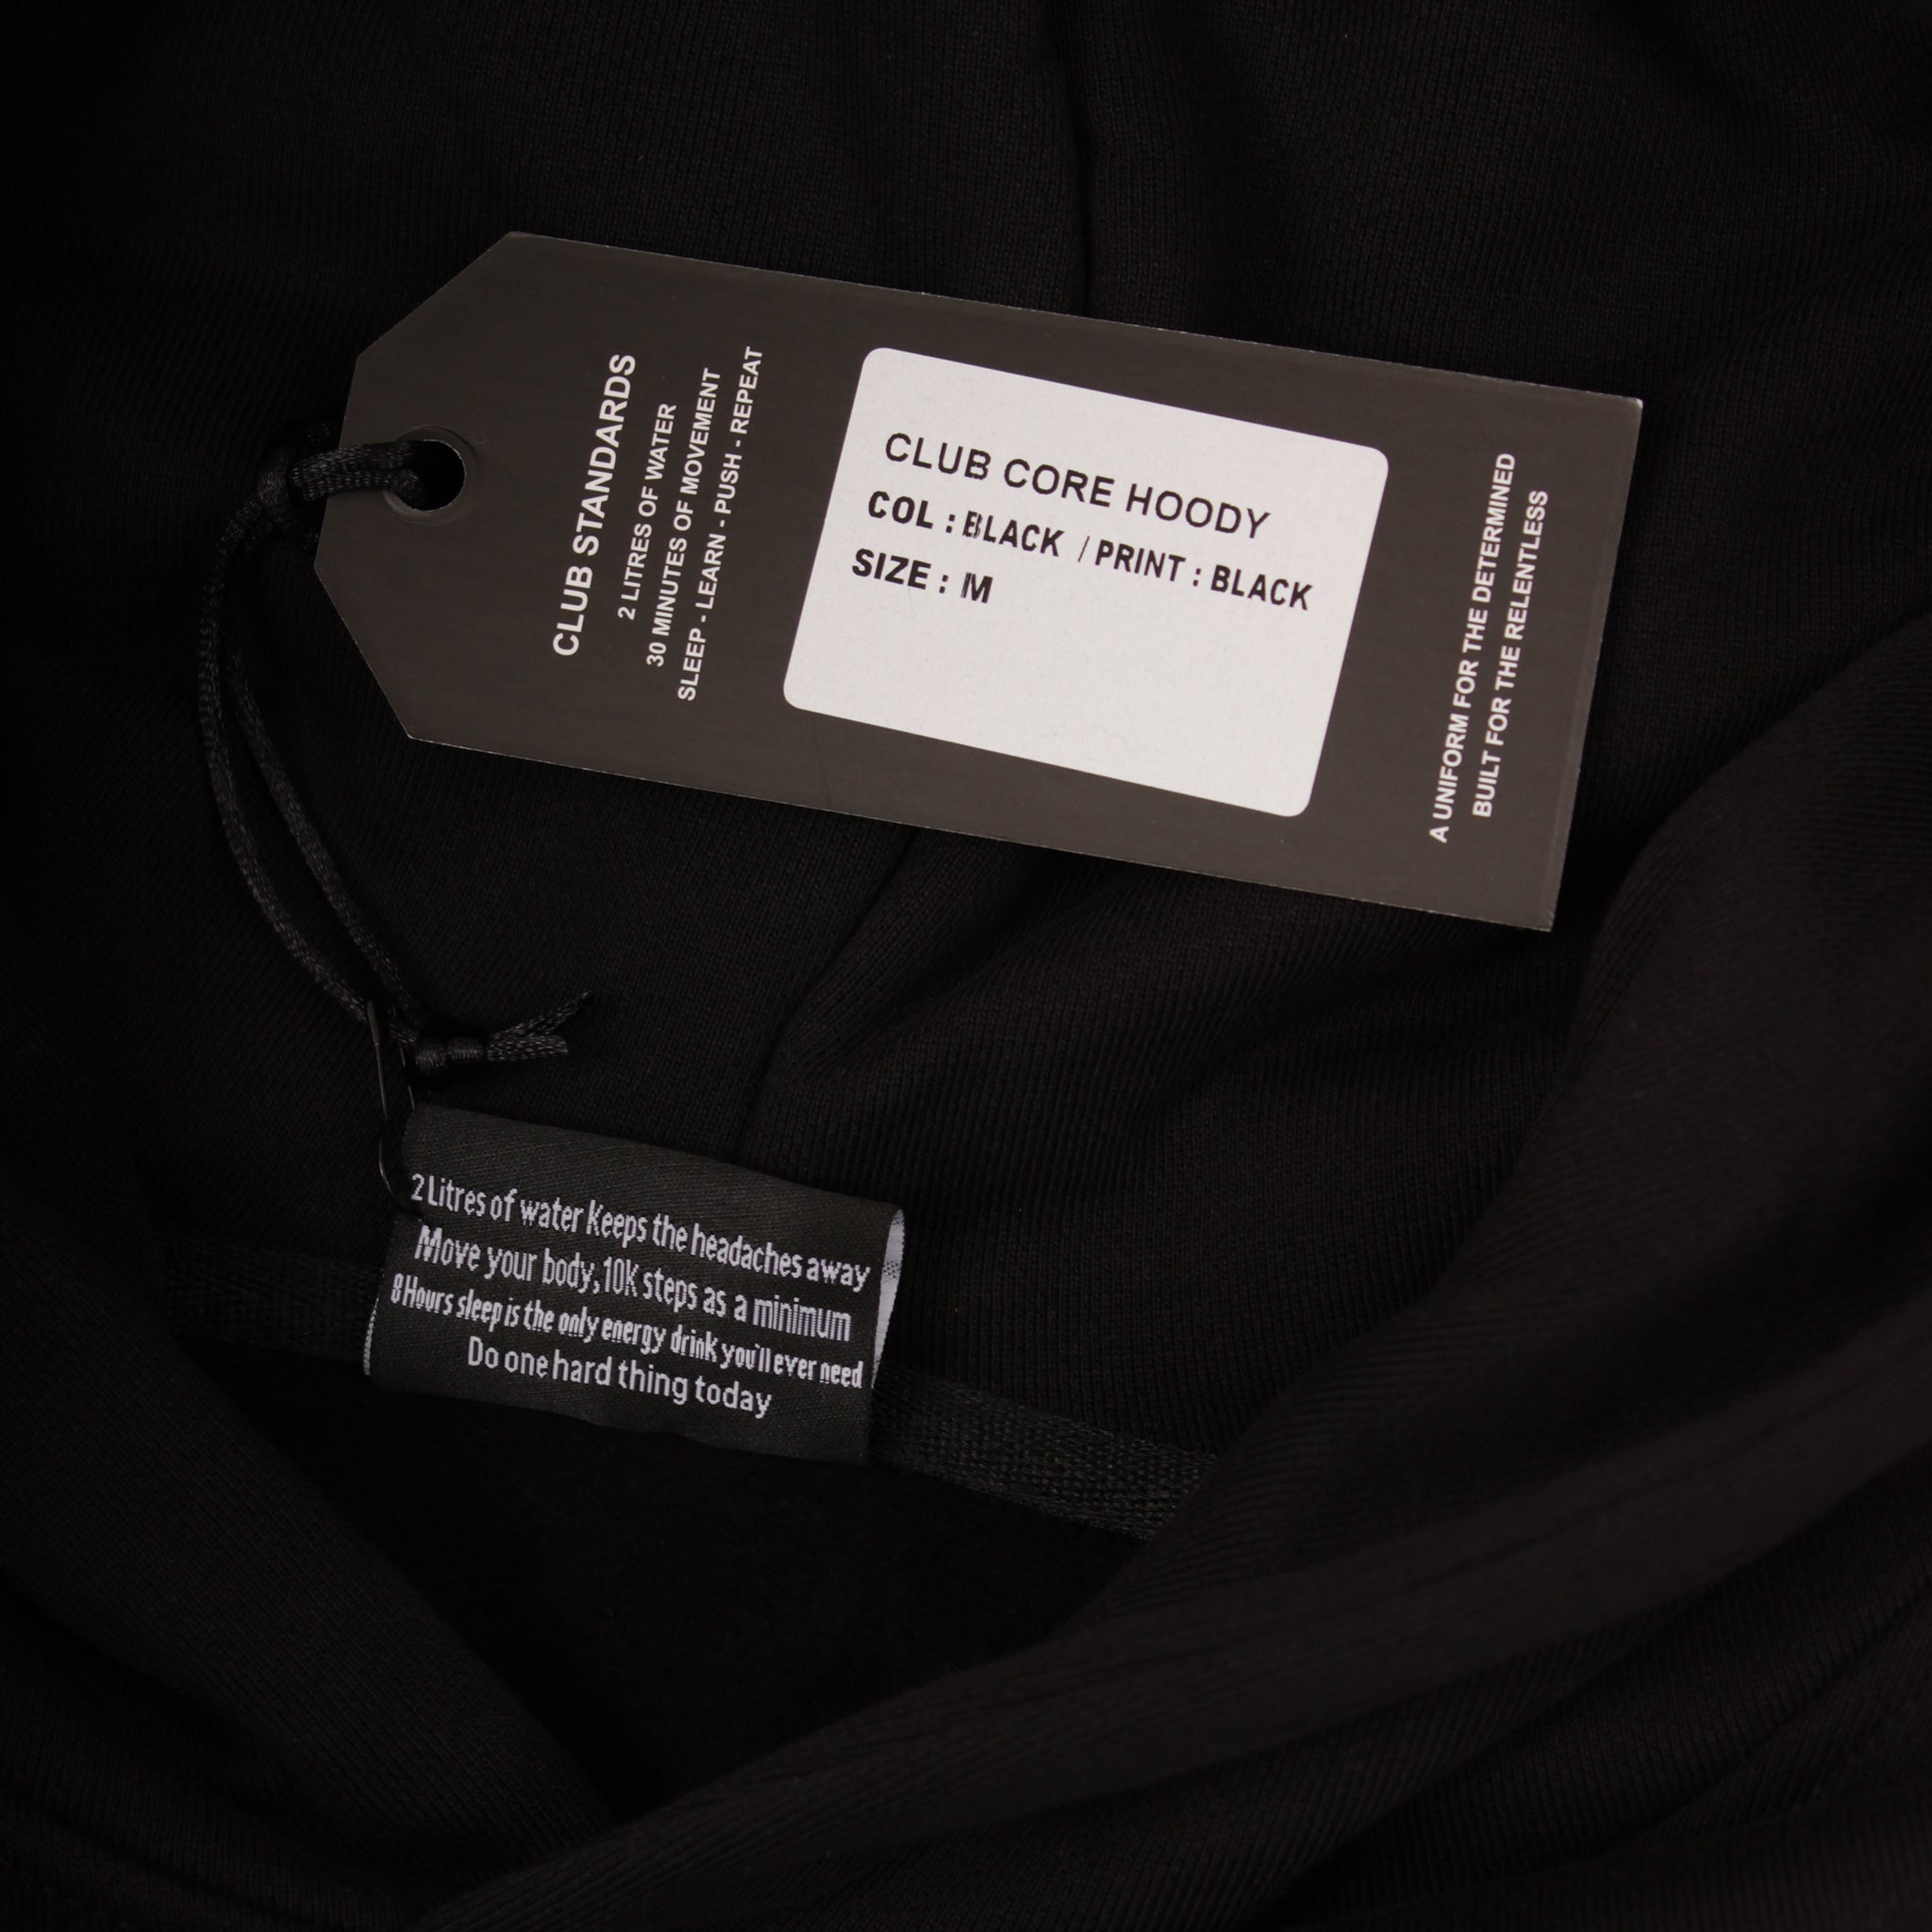 CLUB STANDARDS
2 LITRES OF WATER
30 MINUTES OF MOVEMENT
SLEEP - LEARN - PUSH - REPEAT
CLUB CORE HOODY
COL : BLACK / PRINT : BLACK
SIZE : M
A UNIFORM FOR THE DETERMINED
BUILT FOR THE RELENTLESS
2 Litres of water Keeps the headaches away
Move your body, 10K steps as a minimum
8 Hours sleep is the only energy drink you'll ever need
Do one hard thing today